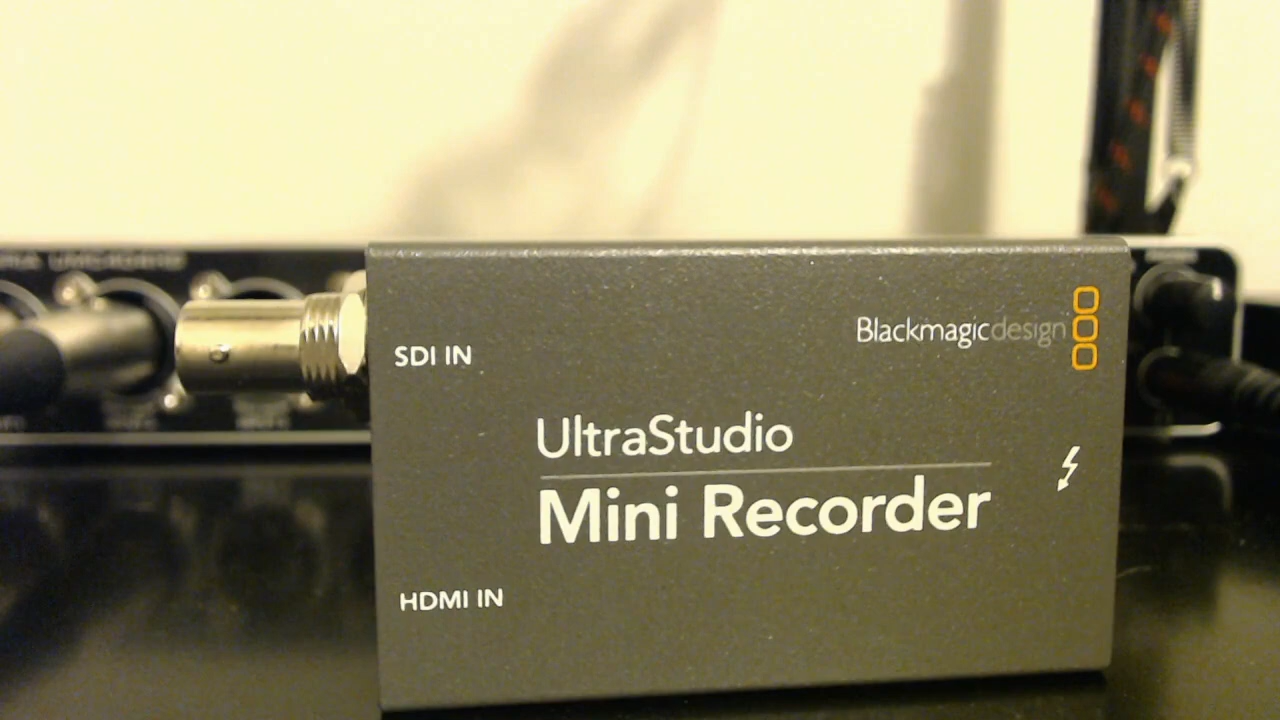 Blackmagicdesign
SDI IN
UltraStudio
Mini Recorder
HDMI IN